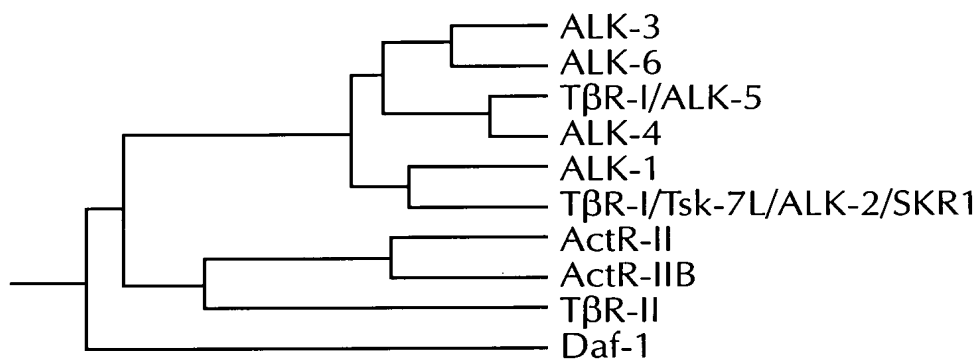 ALK-3
ALK-6
TβR-I/ALK-5
ALK-4
ALK-1
TβR-I/Tsk-7L/ALK-2/SKR1
ActR-II
ActR-IIB
TβR-II
Daf-1